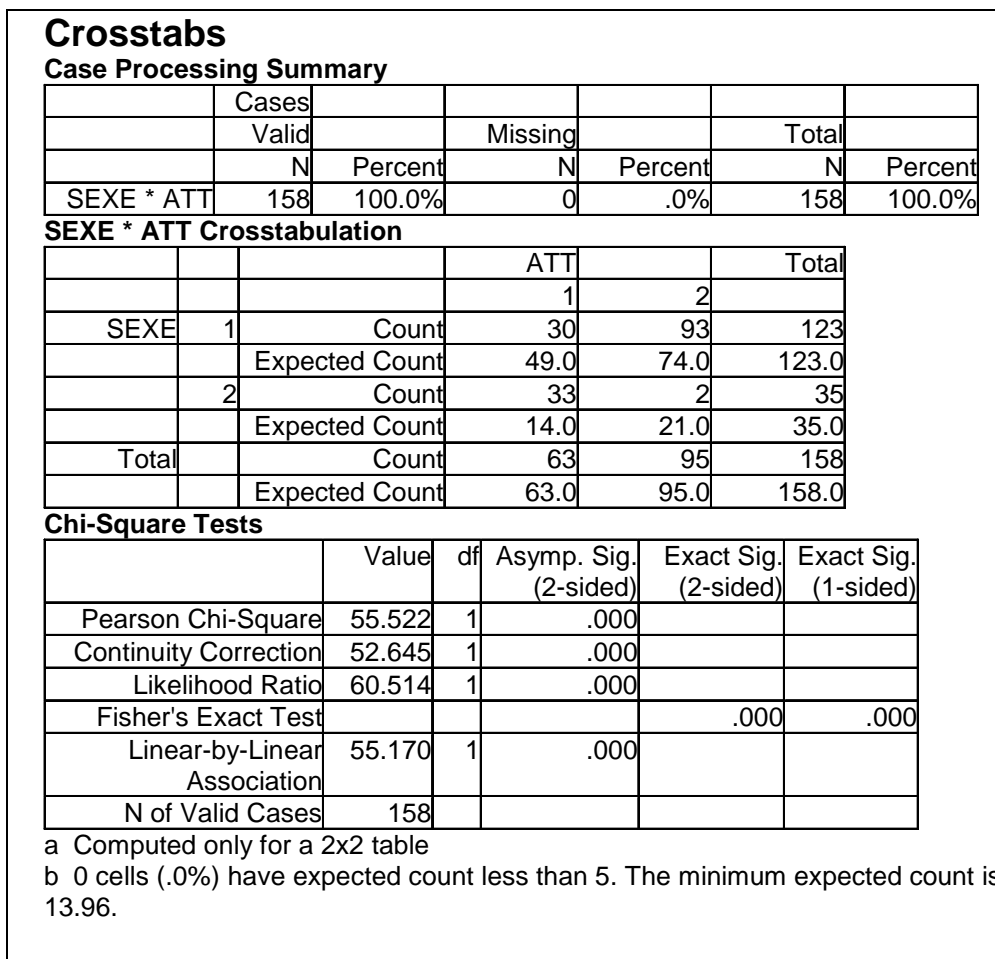 Crosstabs
Case Processing Summary
Cases
Valid Missing Total
N Percent N Percent N Percent
SEXE * ATT 158 100.0% 0 .0% 158 100.0%
SEXE * ATT Crosstabulation
ATT Total
1 2
SEXE 1 Count 30 93 123
Expected Count 49.0 74.0 123.0
2 Count 33 2 35
Expected Count 14.0 21.0 35.0
Total Count 63 95 158
Expected Count 63.0 95.0 158.0
Chi-Square Tests
Value df Asymp. Sig. Exact Sig. Exact Sig.
(2-sided) (2-sided) (1-sided)
Pearson Chi-Square 55.522 1 .000
Continuity Correction 52.645 1 .000
Likelihood Ratio 60.514 1 .000
Fisher's Exact Test .000 .000
Linear-by-Linear 55.170 1 .000
Association
N of Valid Cases 158
a Computed only for a 2x2 table
b 0 cells (.0%) have expected count less than 5. The minimum expected count is
13.96.